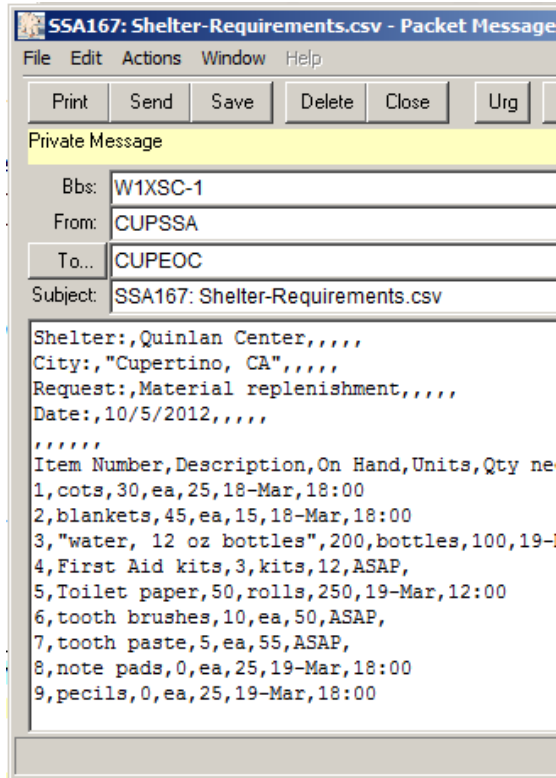 SSA167: Shelter-Requirements.csv - Packet Message
File Edit Actions Window Help
Print Send Save Delete Close Urg
Private Message
Bbs: W1XSC-1
From: CUPSSA
To... CUPEOC
Subject: SSA167: Shelter-Requirements.csv
Shelter:,Quinlan Center,,,,,
City:,"Cupertino, CA",,,,,
Request:,Material replenishment,,,,,
Date:,10/5/2012,,,,,
,,,,,,
Item Number,Description,On Hand,Units,Qty ne
1,cots,30,ea,25,18-Mar,18:00
2,blankets,45,ea,15,18-Mar,18:00
3,"water, 12 oz bottles",200,bottles,100,19-
4,First Aid kits,3,kits,12,ASAP,
5,Toilet paper,50,rolls,250,19-Mar,12:00
6,tooth brushes,10,ea,50,ASAP,
7,tooth paste,5,ea,55,ASAP,
8,note pads,0,ea,25,19-Mar,18:00
9,pecils,0,ea,25,19-Mar,18:00